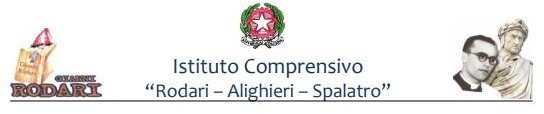 GIANNI
RODARI
Istituto Comprensivo
“Rodari – Alighieri – Spalatro”